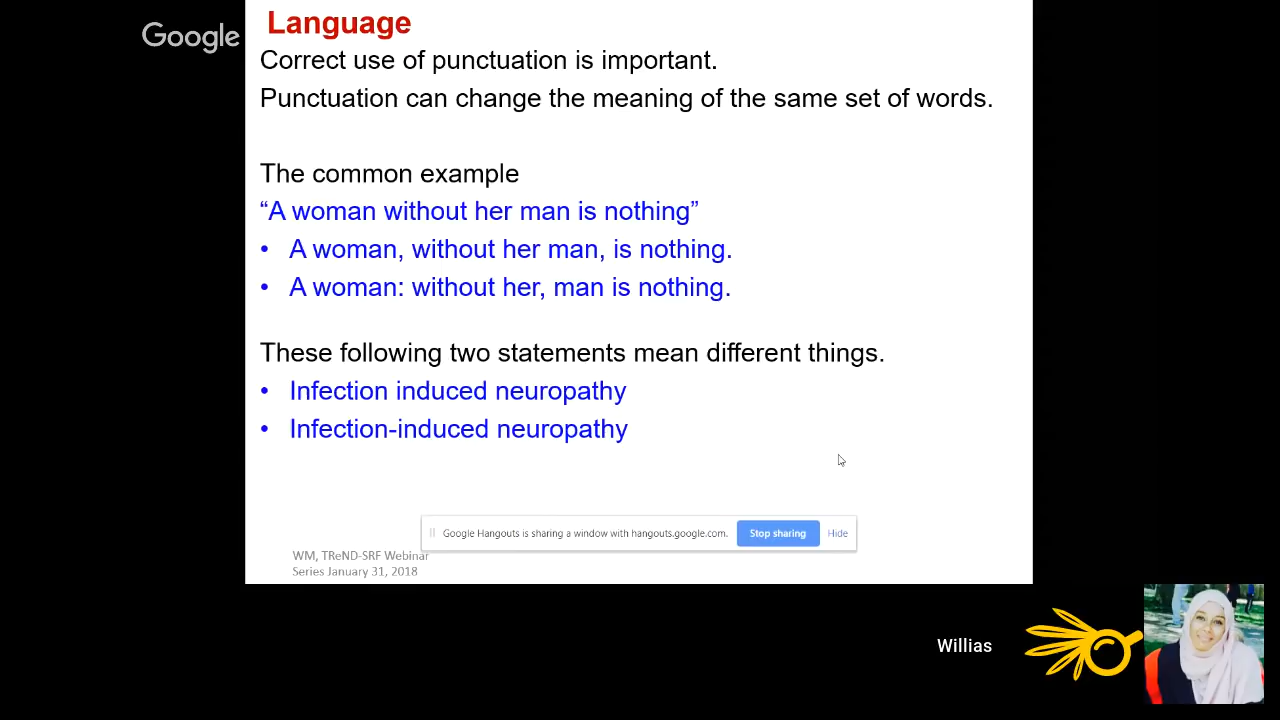 Google
Language
Correct use of punctuation is important.
Punctuation can change the meaning of the same set of words.
The common example
“A woman without her man is nothing”
• A woman, without her man, is nothing.
• A woman: without her, man is nothing.
These following two statements mean different things.
• Infection induced neuropathy
• Infection-induced neuropathy
Google Hangouts is sharing a window with hangouts.google.com. Stop sharing Hide
WM, TReND-SRF Webinar
Series January 31, 2018
Willias